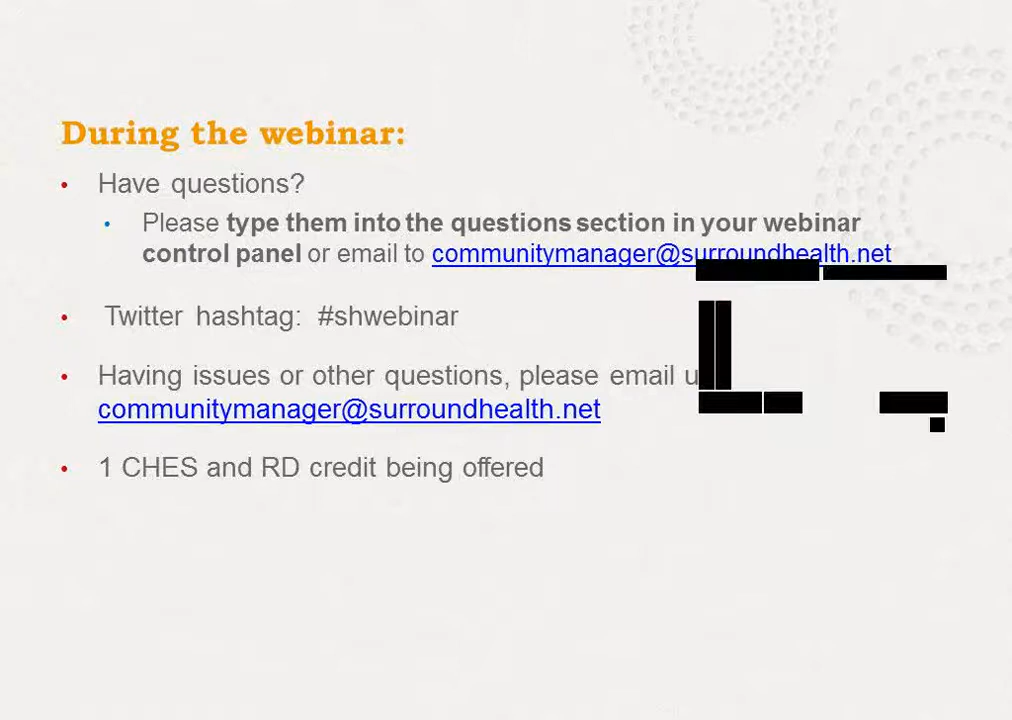 During the webinar:
• Have questions?
• Please type them into the questions section in your webinar
control panel or email to communitymanager@surroundhealth.net
• Twitter hashtag: #shwebinar
• Having issues or other questions, please email
communitymanager@surroundhealth.net
• 1 CHES and RD credit being offered